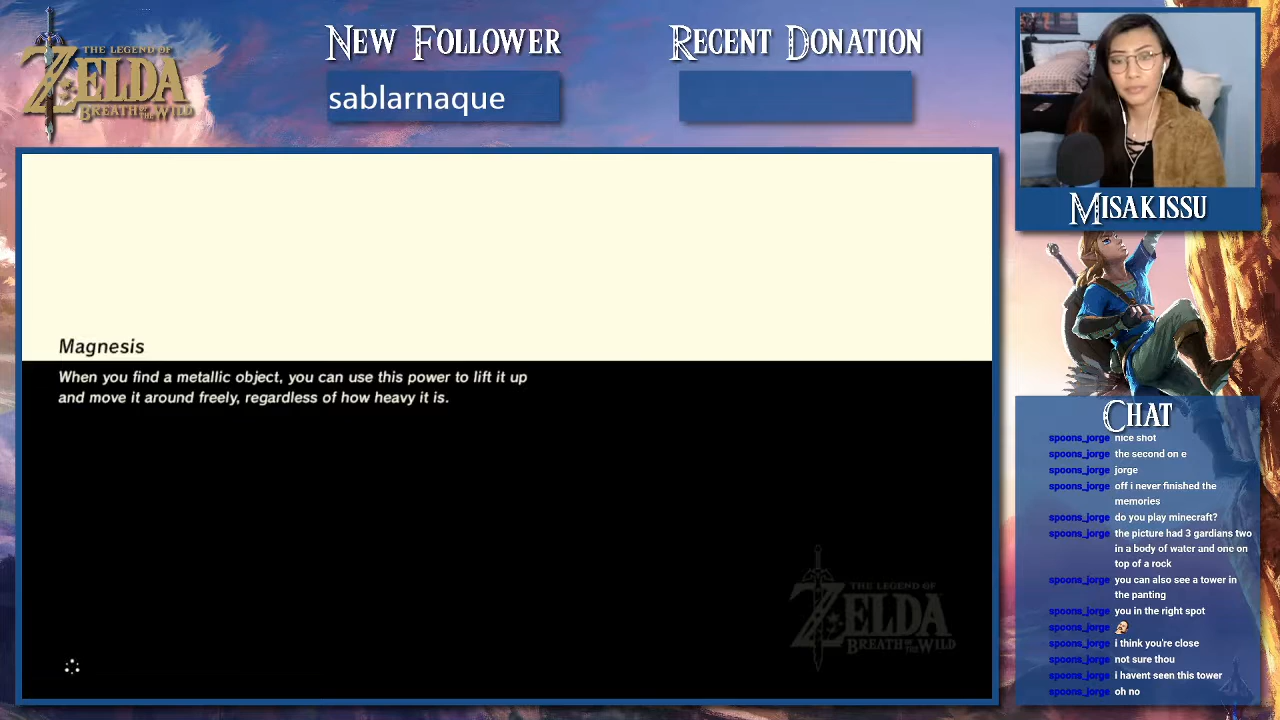 THE LEGEND OF
ZELDA
BREATH OF THE WILD
New Follower
sablarnaque
Recent Donation
Misakissu
Magnesis
When you find a metallic object, you can use this power to lift it up
and move it around freely, regardless of how heavy it is.
THE LEGEND OF
ZELDA
BREATH OF THE WILD
Chat
spoons_jorge nice shot
spoons_jorge the second on e
spoons_jorge jorge
spoons_jorge off i never finished the
memories
spoons_jorge do you play minecraft?
spoons_jorge the picture had 3 gardians two
in a body of water and one on
top of a rock
spoons_jorge you can also see a tower in
the panting
spoons_jorge you in the right spot
spoons_jorge
spoons_jorge i think you're close
spoons_jorge not sure thou
spoons_jorge i havent seen this tower
spoons_jorge oh no